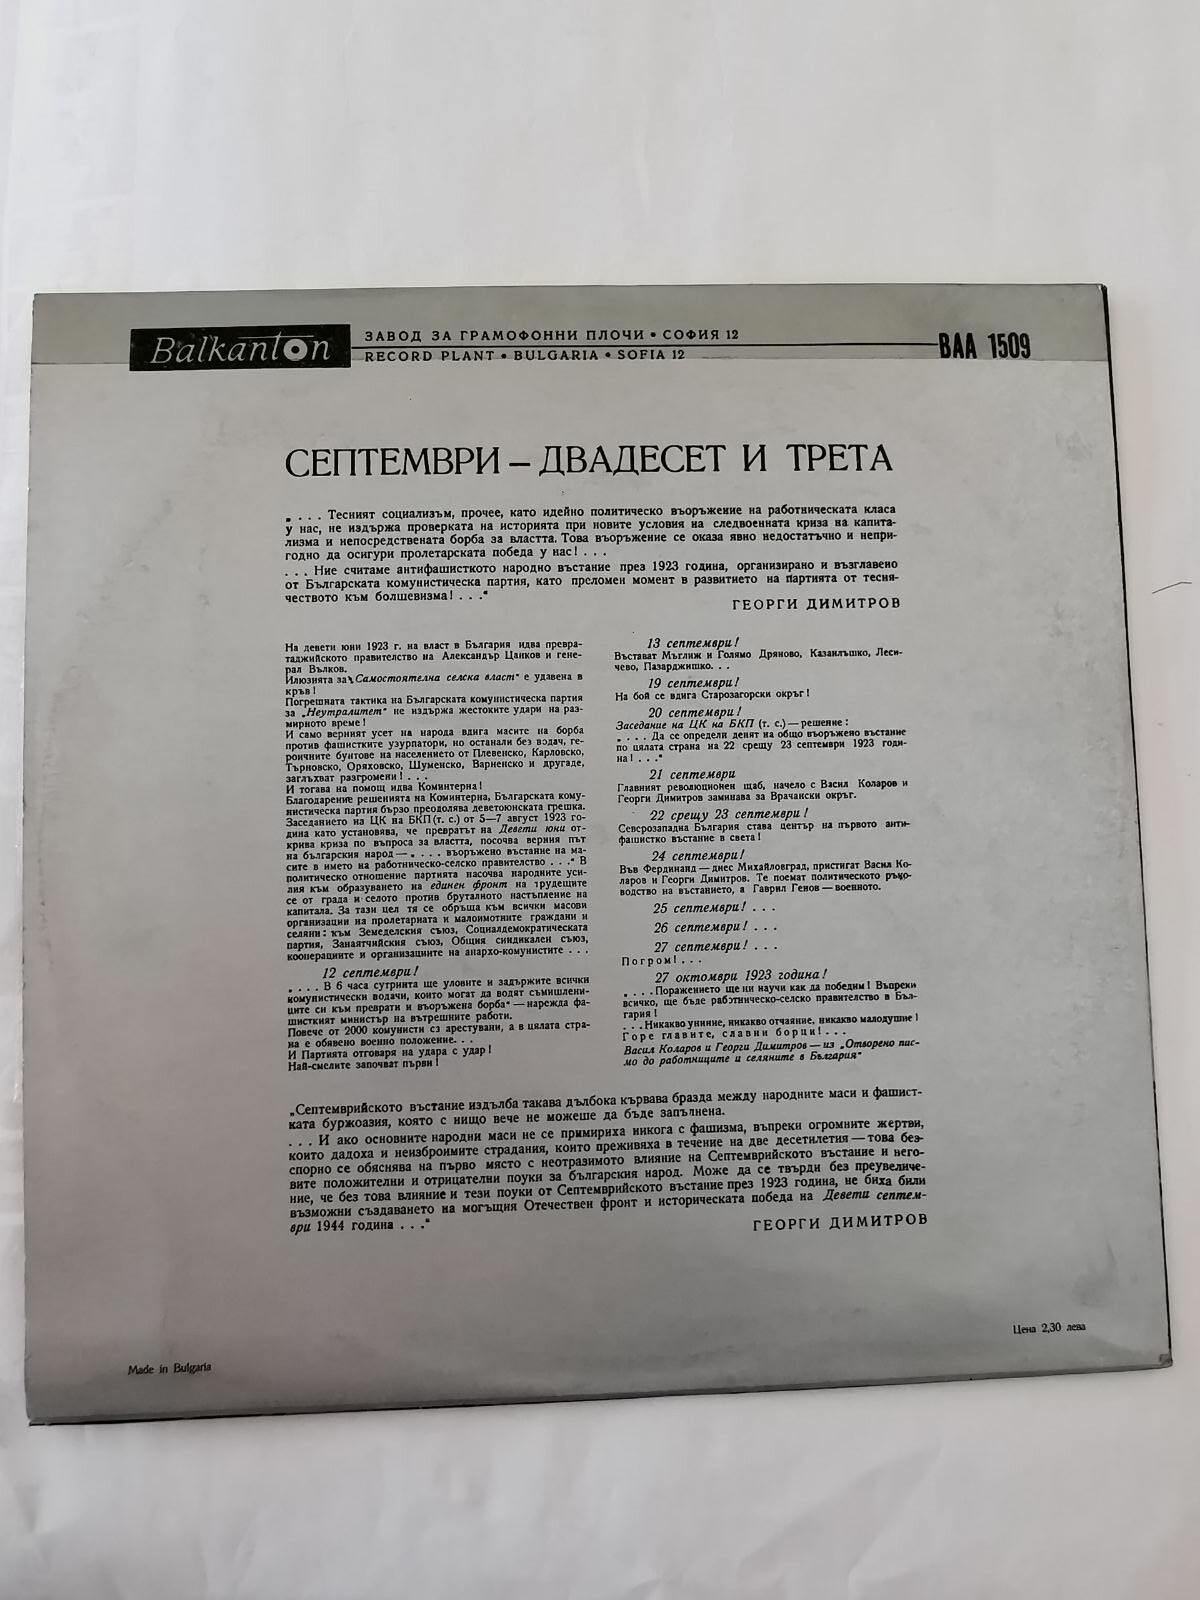 Balkanton
ЗАВОД ЗА ГРАМОФОННИ ПЛОЧИ • СОФИЯ 12
RECORD PLANT • BULGARIA • SOFIA 12
ВАА 1509
СЕПТЕМВРИ – ДВАДЕСЕТ И ТРЕТА
„ . . . Тесният социализъм, прочее, като идейно политическо въоръжение на работническата класа
у нас, не издържа проверката на историята при новите условия на следвоенната криза на капита-
лизма и непосредствената борба за властта. Това въоръжение се оказа явно недостатъчно и непри-
годно да осигури пролетарската победа у нас! . . .
. . . Ние считаме антифашисткото народно въстание през 1923 година, организирано и възглавено
от Българската комунистическа партия, като преломен момент в развитието на партията от тесня-
чеството към болшевизма! . . .“
ГЕОРГИ ДИМИТРОВ
На девети юни 1923 г. на власт в България идва превра-
таджийското правителство на Александър Цанков и гене-
рал Вълков.
Илюзията за „Самостоятелна селска власт“ е удавена в
кръв!
Погрешната тактика на Българската комунистическа партия
за „Неутралитет“ не издържа жестоките удари на раз-
мирното време!
И само верният усет на народа вдига масите на борба
против фашистките узурпатори, но останали без водач, ге-
роичните бунтове на населението от Плевенско, Карловско,
Търновско, Оряховско, Шуменско, Варненско и другаде,
заглъхват разгромени! . . .
И тогава на помощ идва Коминтерна!
Благодарение решенията на Коминтерна, Българската кому-
нистическа партия бързо преодолява деветоюнската грешка.
Заседанието на ЦК на БКП (т. с.) от 5—7 август 1923 го-
дина като установява, че превратът на Девети юни от-
крива криза по въпроса за властта, посочва верния път
на българския народ — „ . . . въоръжено въстание на ма-
сите в името на работническо-селско правителство . . .“ В
политическо отношение партията насочва народните уси-
лия към образуването на единен фронт на трудещите
се от града и селото против бруталното настъпление на
капитала. За тази цел тя се обръща към всички масови
организации на пролетарната и малоимотните граждани и
селяни: към Земеделския съюз, Социалдемократическата
партия, Занаятчийския съюз, Общия синдикален съюз,
кооперациите и организациите на анархо-комунистите . . .
12 септември!
„ . . . В 6 часа сутринта ще уловите и задържите всички
комунистически водачи, които могат да водят съмишлени-
ците си към преврати и въоръжена борба“ — нарежда фа-
шисткият министър на вътрешните работи.
Повече от 2000 комунисти са арестувани, а в цялата стра-
на е обявено военно положение. . .
И Партията отговаря на удара с удар!
Най-смелите започват първи!
13 септември!
Въстават Мъглиж и Голямо Дряново, Казанлъшко, Леси-
чево, Пазарджишко. . .
19 септември!
На бой се вдига Старозагорски окръг!
20 септември!
Заседание на ЦК на БКП (т. с.) — решение:
„ . . . Да се определи денят на общо въоръжено въстание
по цялата страна на 22 срещу 23 септември 1923 годи-
на! . . .“
21 септември
Главният революционен щаб, начело с Васил Коларов и
Георги Димитров заминава за Врачански окръг.
22 срещу 23 септември!
Северозападна България става център на първото анти-
фашистко въстание в света!
24 септември!
Във Фердинанд — днес Михайловград, пристигат Васил Ко-
ларов и Георги Димитров. Те поемат политическото ръко-
водство на въстанието, а Гаврил Генов — военното.
25 септември! . . .
26 септември! . . .
27 септември! . . .
Погром! . . .
27 октомври 1923 година!
„ . . . Поражението ще ни научи как да победим! Въпреки
всичко, ще бъде работническо-селско правителство в Бъл-
гария!
. . . Никакво униние, никакво отчаяние, никакво малодушие!
Горе главите, славни борци! . . .
Васил Коларов и Георги Димитров — из „Отворено пис-
мо до работниците и селяните в България“
„Септемврийското въстание издълба такава дълбока кървава бразда между народните маси и фашист-
ката буржоазия, която с нищо вече не можеше да бъде запълнена.
. . . И ако основните народни маси не се примириха никога с фашизма, въпреки огромните жертви,
които дадоха и неизброимите страдания, които преживяха в течение на две десетилетия — това без-
спорно се обяснява на първо място с неотразимото влияние на Септемврийското въстание и него-
вите положителни и отрицателни поуки за българския народ. Може да се твърди без преувеличе-
ние, че без това влияние и тези поуки от Септемврийското въстание през 1923 година, не биха били
възможни създаването на могъщия Отечествен фронт и историческата победа на Девети септем-
ври 1944 година . . .“
ГЕОРГИ ДИМИТРОВ
Цена 2,30 лева
Made in Bulgaria